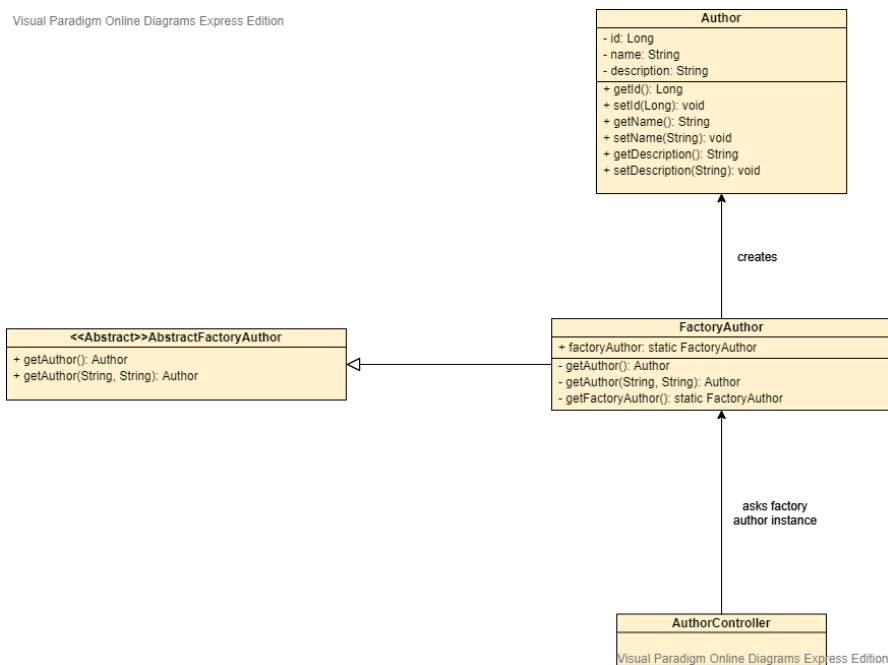 Visual Paradigm Online Diagrams Express Edition
Author
- id: Long
- name: String
- description: String
+ getId(): Long
+ setId(Long): void
+ getName(): String
+ setName(String): void
+ getDescription(): String
+ setDescription(String): void
creates
<<Abstract>>AbstractFactoryAuthor
+ getAuthor(): Author
+ getAuthor(String, String): Author
FactoryAuthor
+ factoryAuthor: static FactoryAuthor
- getAuthor(): Author
- getAuthor(String, String): Author
- getFactoryAuthor(): static FactoryAuthor
asks factory
author instance
AuthorController
Visual Paradigm Online Diagrams Express Edition